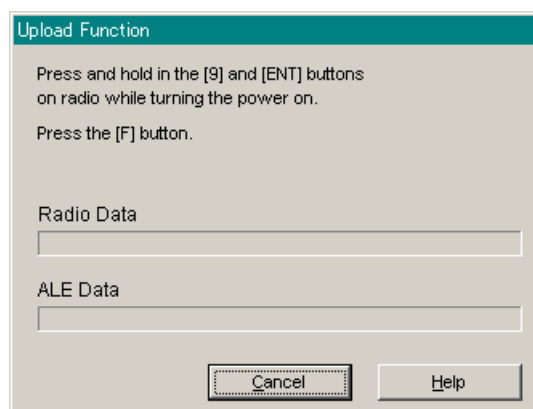 Upload Function
Press and hold in the [9] and [ENT] buttons
on radio while turning the power on.
Press the [F] button.
Radio Data
ALE Data
Cancel
Help